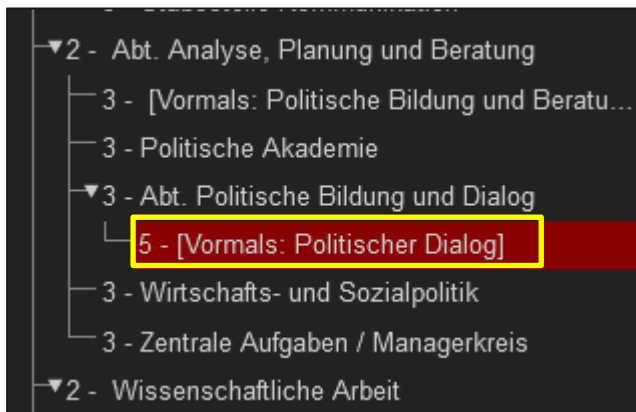 ▼2 - Abt. Analyse, Planung und Beratung
3 - [Vormals: Politische Bildung und Beratu...
3 - Politische Akademie
▼3 - Abt. Politische Bildung und Dialog
5 - [Vormals: Politischer Dialog]
3 - Wirtschafts- und Sozialpolitik
3 - Zentrale Aufgaben / Managerkreis
▼2 - Wissenschaftliche Arbeit